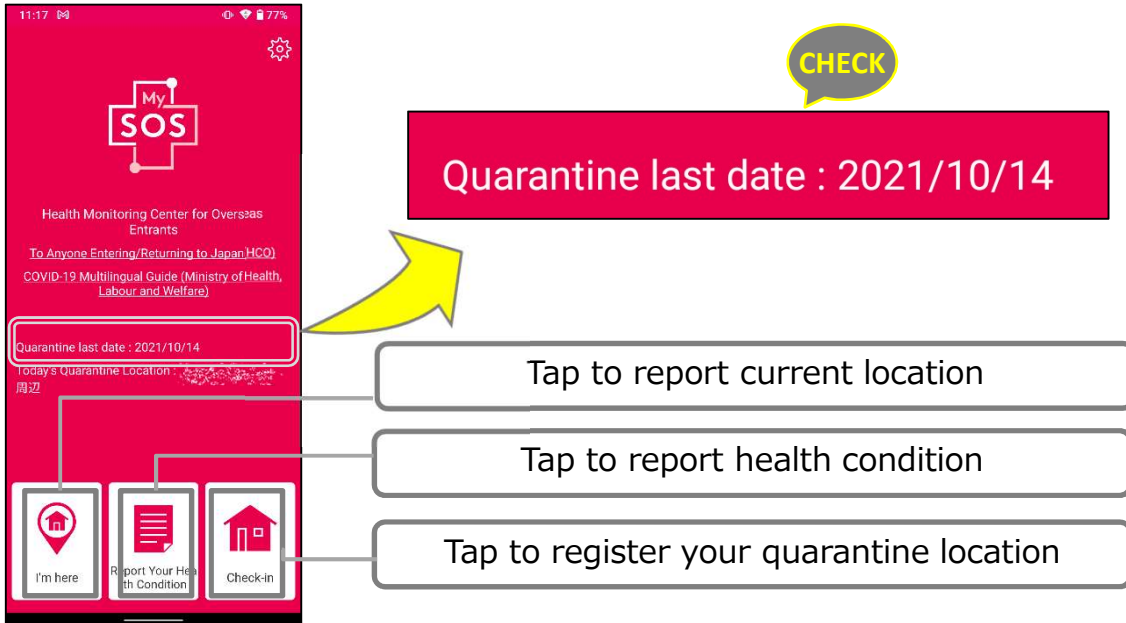 11:17
77%
My
SOS
Health Monitoring Center for Overseas
Entrants
To Anyone Entering/Returning to Japan(HCO)
COVID-19 Multilingual Guide (Ministry of Health,
Labour and Welfare)
Quarantine last date : 2021/10/14
Today's Quarantine Location :
周辺
I'm here
Report Your Hea
lth Condition
Check-in
CHECK
Quarantine last date : 2021/10/14
Tap to report current location
Tap to report health condition
Tap to register your quarantine location